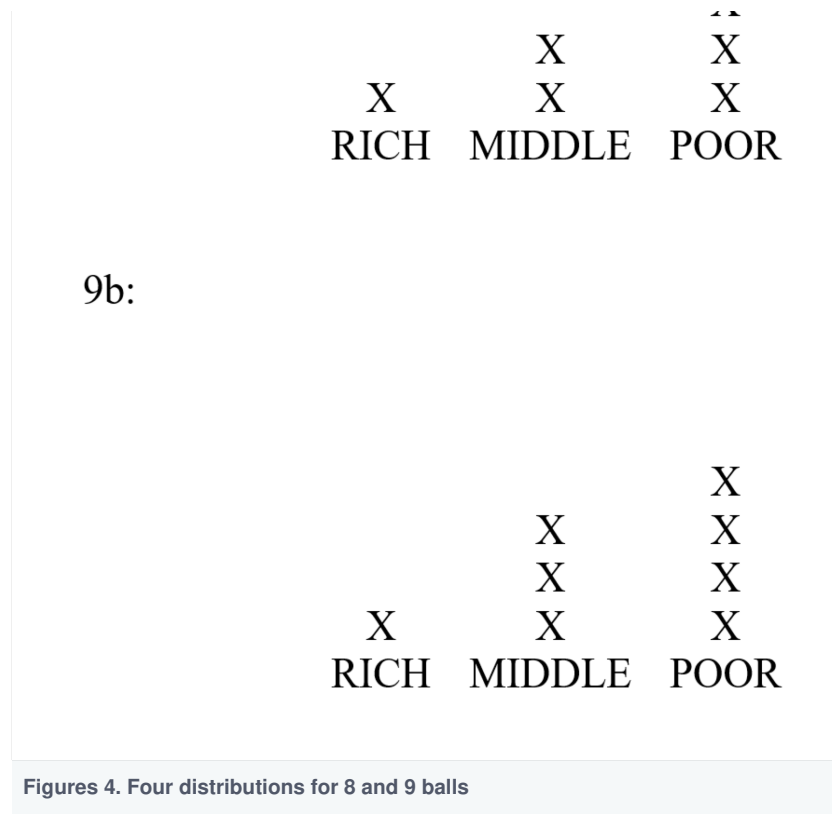 X X
X X X
RICH MIDDLE POOR
9b:
X
X X
X X
X X X
RICH MIDDLE POOR
Figures 4. Four distributions for 8 and 9 balls